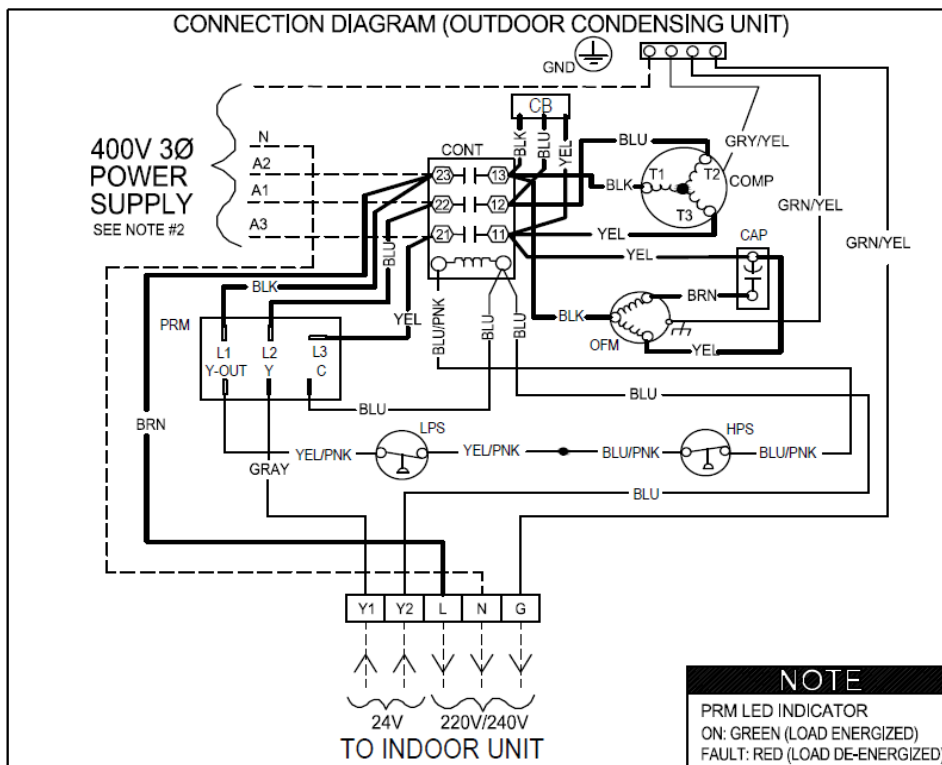 CONNECTION DIAGRAM (OUTDOOR CONDENSING UNIT)
GND
CB
N
A2
A1
A3
400V 3Ø
POWER
SUPPLY
SEE NOTE #2
CONT
BLK
BLU
YEL
BLU
GRY/YEL
23
13
22
12
21
11
BLK
T1
T2
T3
COMP
GRN/YEL
GRN/YEL
YEL
YEL
CAP
BLU
BLK
BRN
PRM
YEL
BLU/PNK
BLU
BLU
BLK
OFM
YEL
L1
L2
L3
Y-OUT
Y
C
BLU
BLU
BRN
LPS
HPS
YEL/PNK
YEL/PNK
BLU/PNK
BLU/PNK
GRAY
BLU
Y1
Y2
L
N
G
24V
220V/240V
TO INDOOR UNIT
NOTE
PRM LED INDICATOR
ON: GREEN (LOAD ENERGIZED)
FAULT: RED (LOAD DE-ENERGIZED)